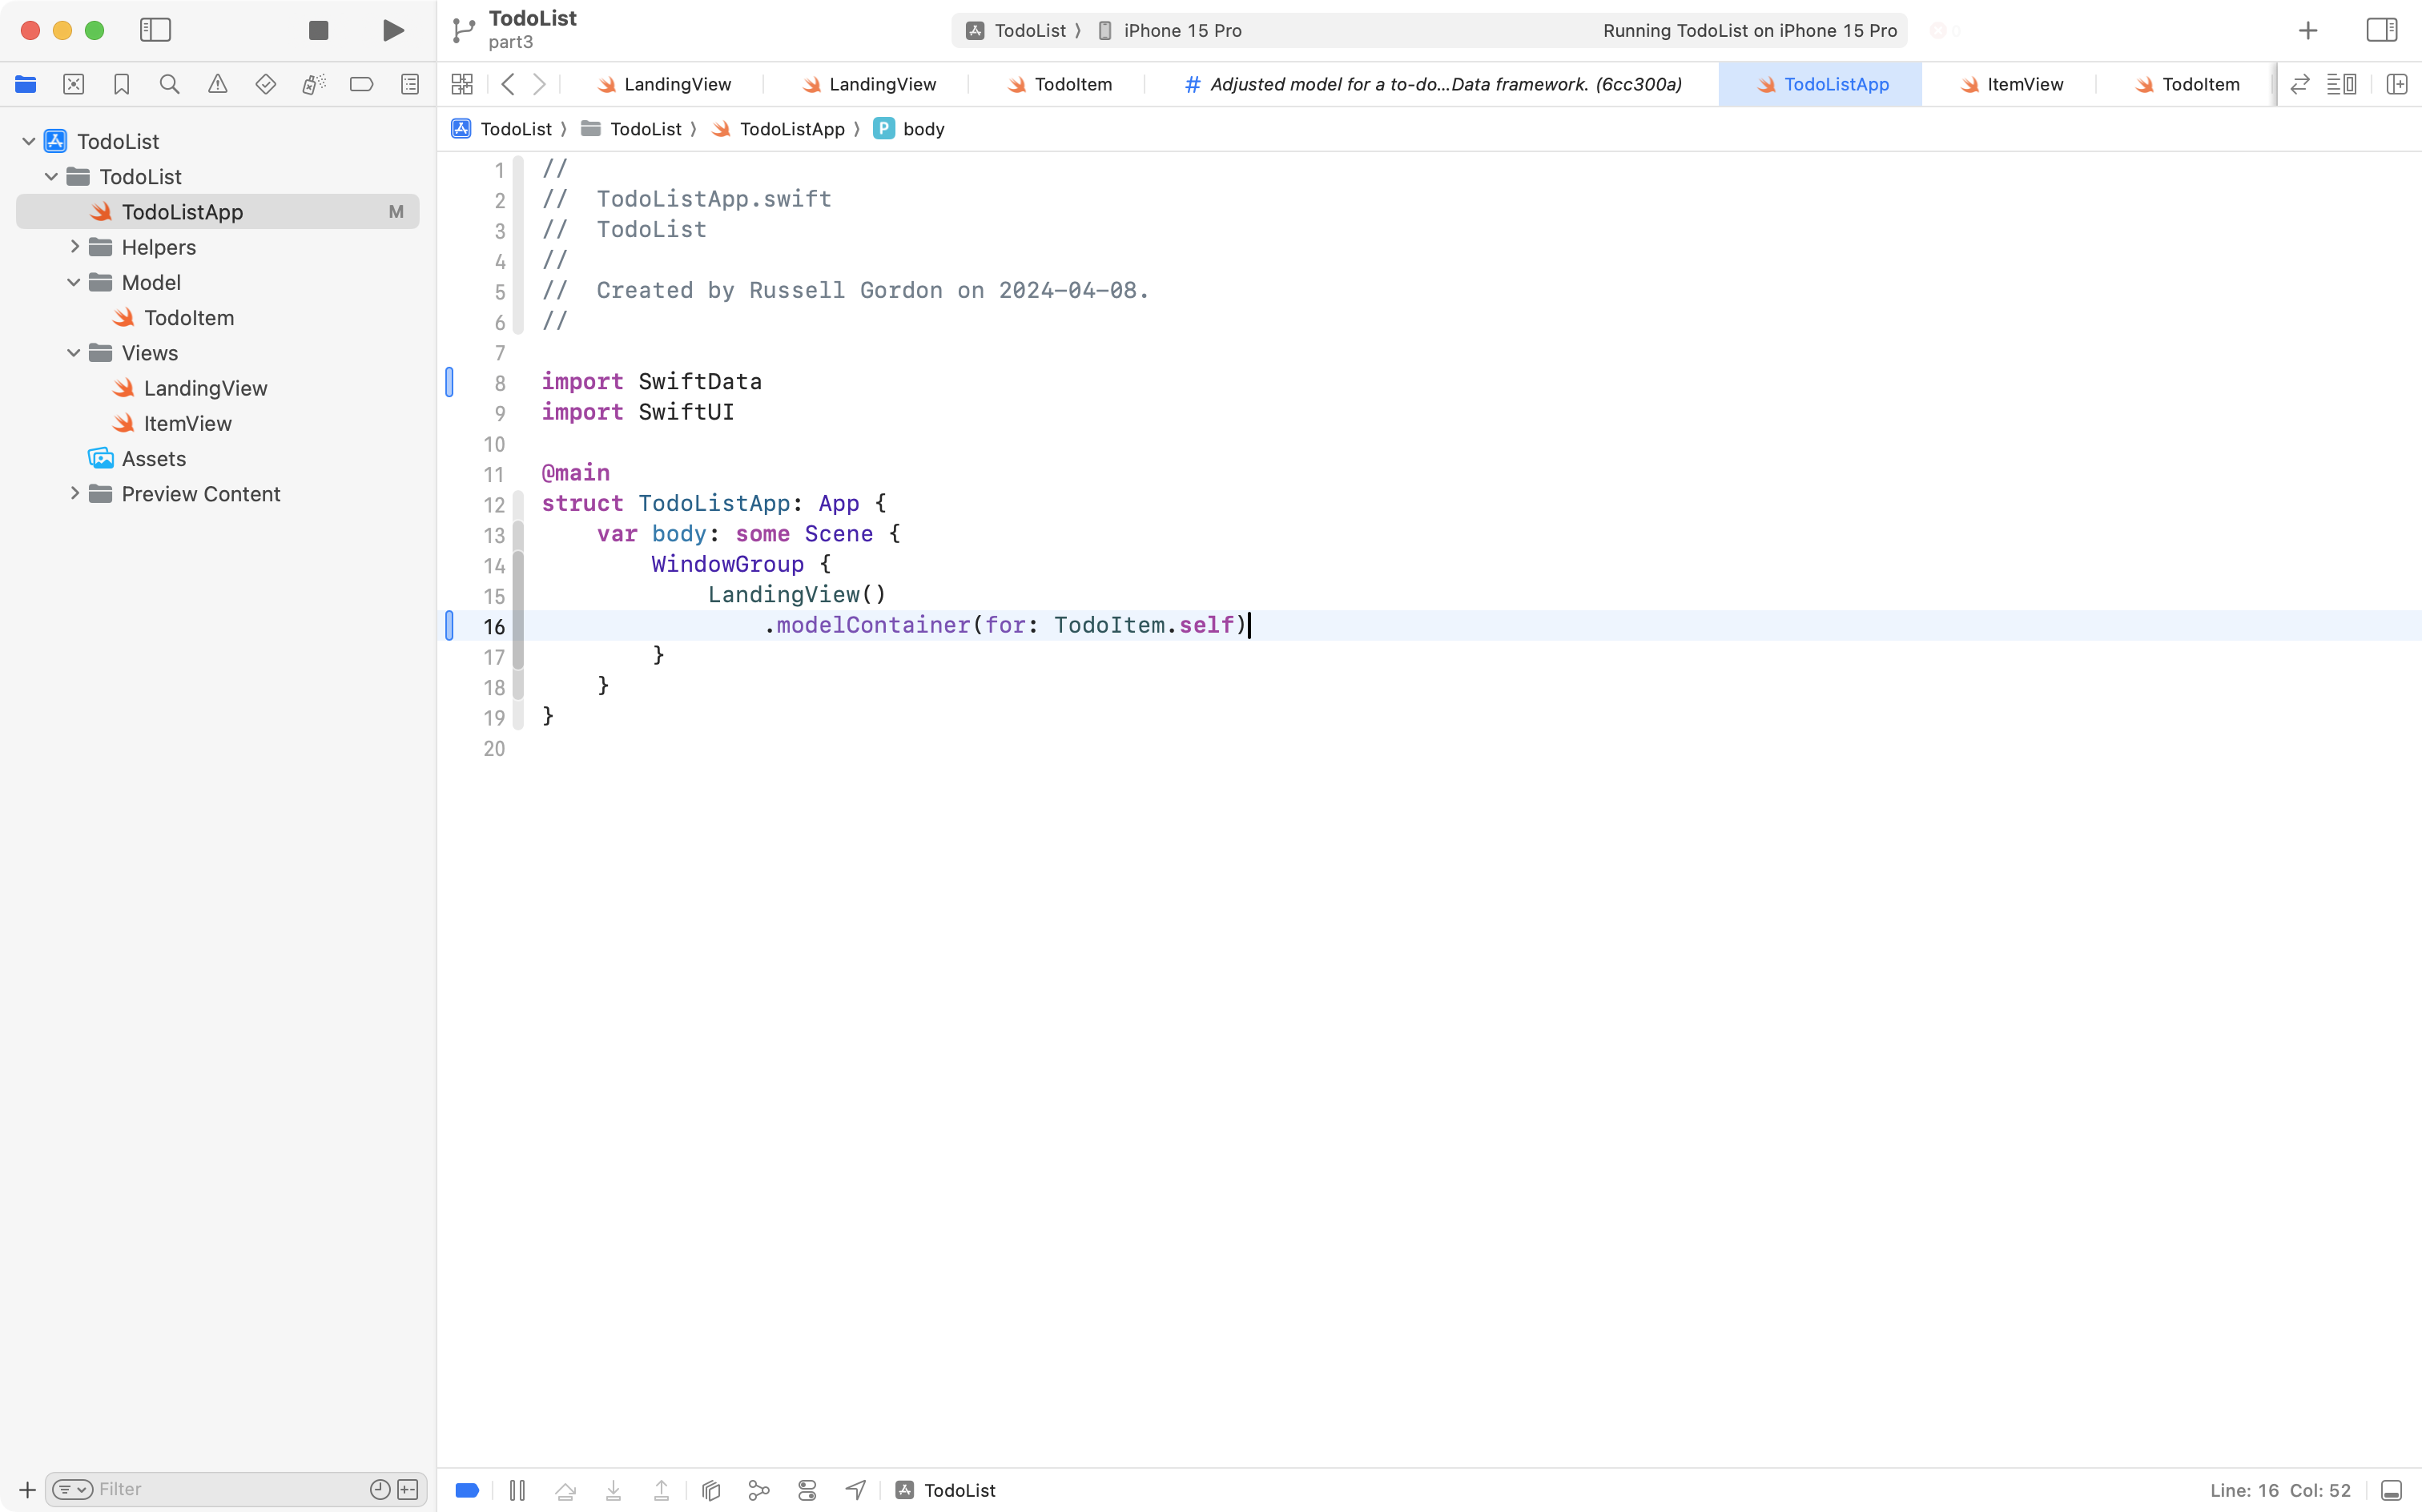 TodoList
part3
TodoList ⟩ iPhone 15 Pro
Running TodoList on iPhone 15 Pro
LandingView
LandingView
TodoItem
# Adjusted model for a to-do...Data framework. (6cc300a)
TodoListApp
ItemView
TodoItem
TodoList ⟩ TodoList ⟩ TodoListApp ⟩ P body
TodoList
TodoList
TodoListApp M
Helpers
Model
TodoItem
Views
LandingView
ItemView
Assets
Preview Content
1 //
2 //  TodoListApp.swift
3 //  TodoList
4 //
5 //  Created by Russell Gordon on 2024-04-08.
6 //
7
8 import SwiftData
9 import SwiftUI
10
11 @main
12 struct TodoListApp: App {
13     var body: some Scene {
14         WindowGroup {
15             LandingView()
16                 .modelContainer(for: TodoItem.self)
17         }
18     }
19 }
20
Filter
TodoList
Line: 16 Col: 52